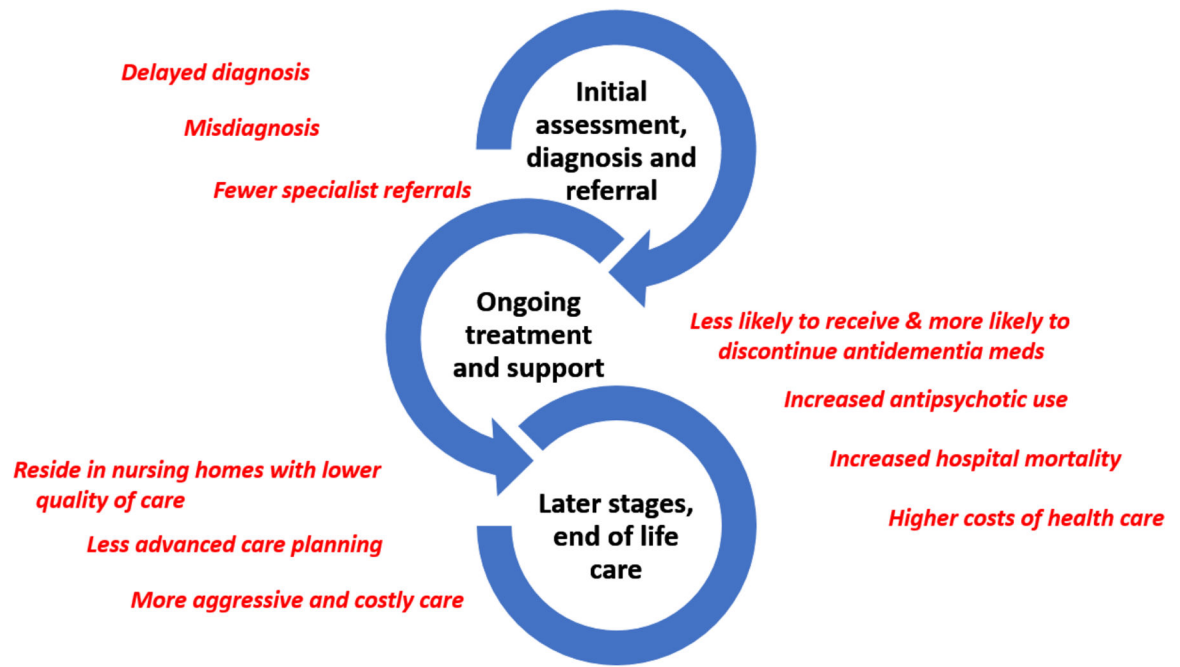 Delayed diagnosis
Misdiagnosis
Fewer specialist referrals
Initial
assessment,
diagnosis and
referral
Ongoing
treatment
and support
Less likely to receive & more likely to
discontinue antidementia meds
Increased antipsychotic use
Increased hospital mortality
Higher costs of health care
Reside in nursing homes with lower
quality of care
Less advanced care planning
More aggressive and costly care
Later stages,
end of life
care